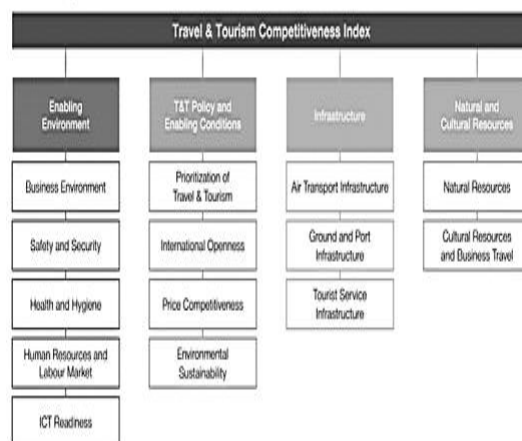 Travel & Tourism Competitiveness Index
Enabling
Environment
Business Environment
Safety and Security
Health and Hygiene
Human Resources and
Labour Market
ICT Readiness
T&T Policy and
Enabling Conditions
Prioritization of
Travel & Tourism
International Openness
Price Competitiveness
Environmental
Sustainability
Infrastructure
Air Transport Infrastructure
Ground and Port
Infrastructure
Tourist Service
Infrastructure
Natural and
Cultural Resources
Natural Resources
Cultural Resources
and Business Travel